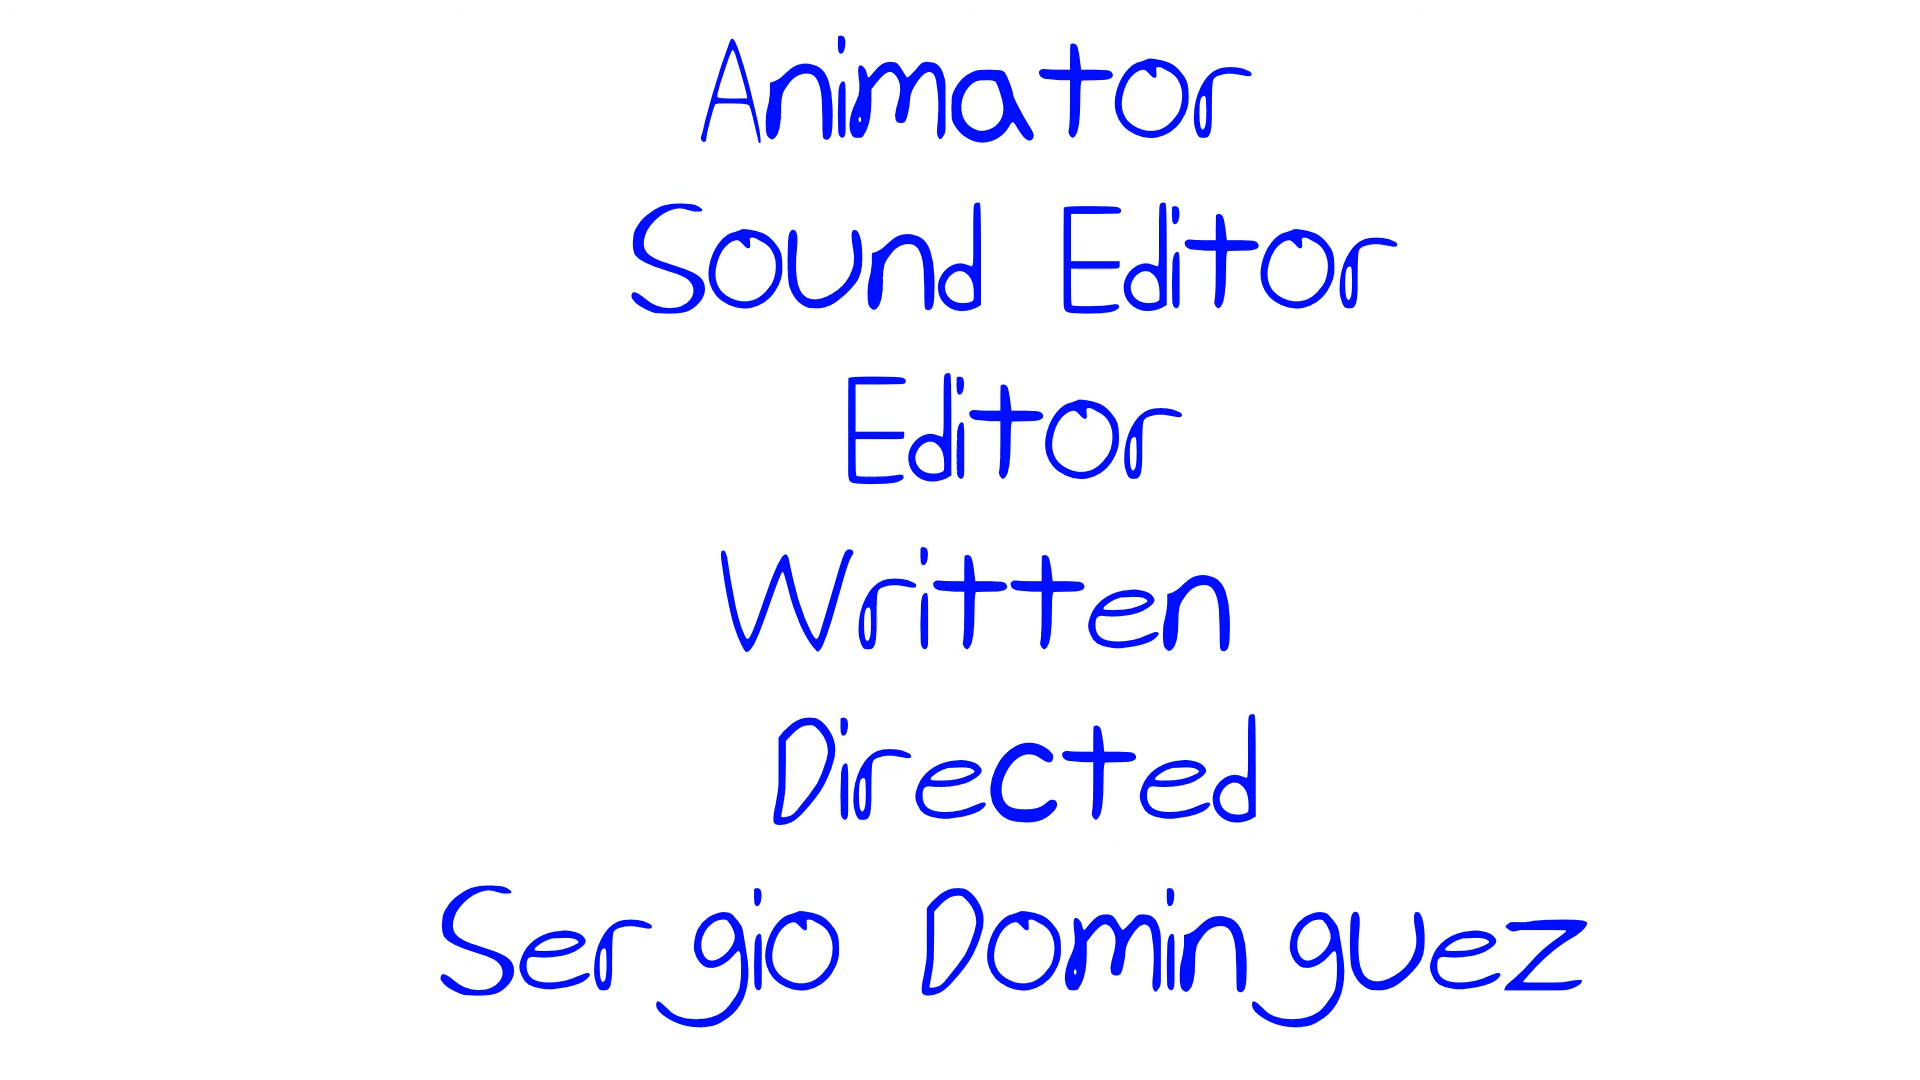 Animator
Sound Editor
Editor
Written
Directed
Sergio Dominguez